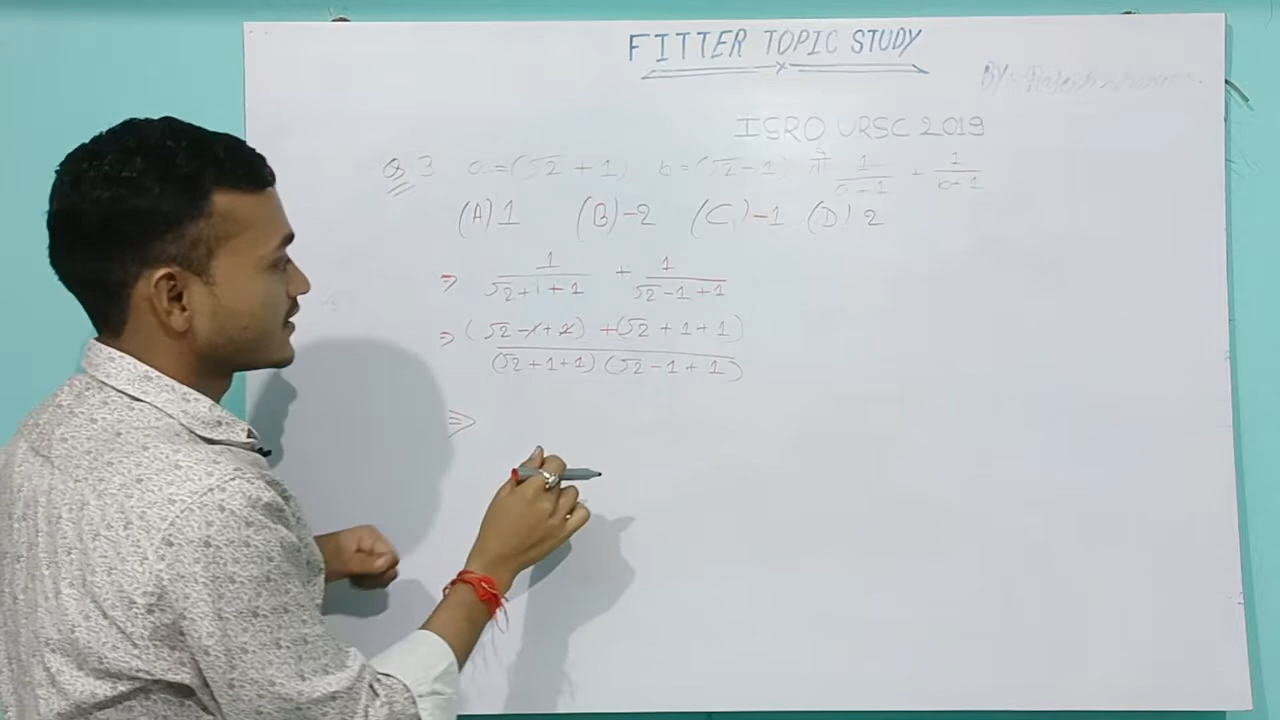 FITTER TOPIC STUDY
BY:
ISRO URSC 2019
Q3 a=(√2+1) b=(√2-1) में 1/(a+1) + 1/(b+1)
(A) 1 (B) -2 (C) -1 (D) 2
⇒ 1/(√2+1+1) + 1/(√2-1+1)
⇒ ((√2-1+1) + (√2+1+1))/((√2+1+1)(√2-1+1))
⇒